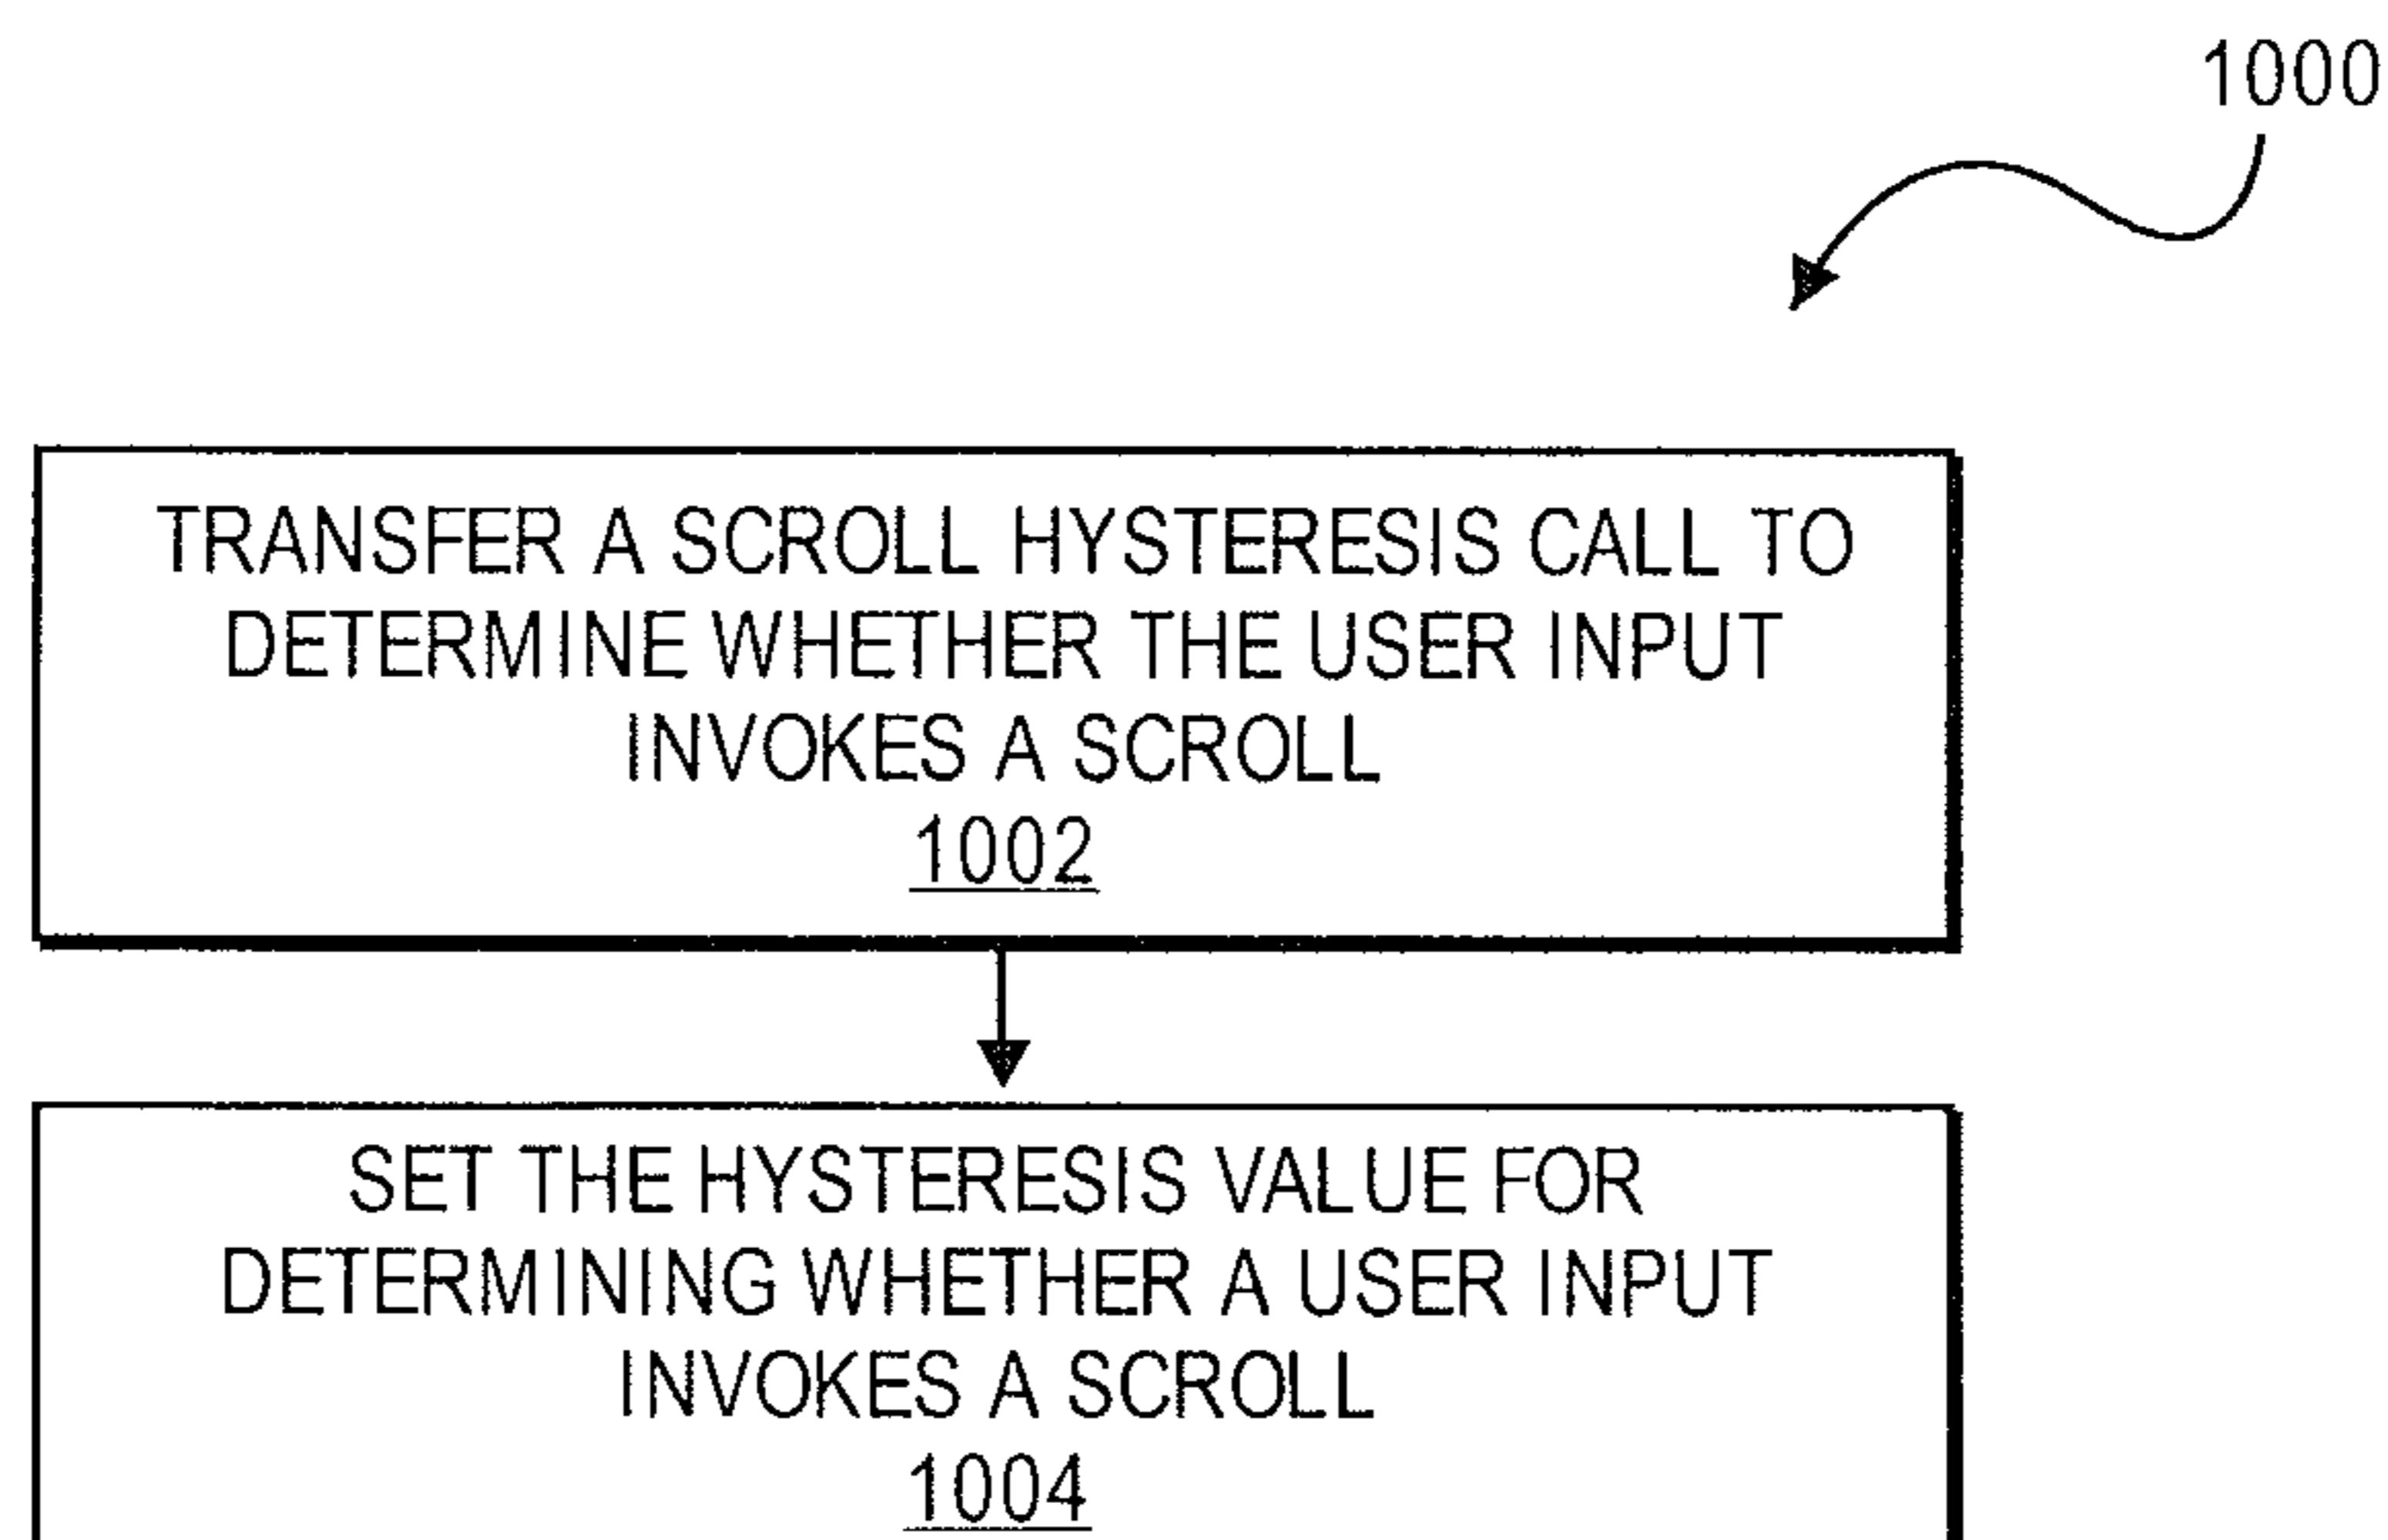 1000
TRANSFER A SCROLL HYSTERESIS CALL TO
DETERMINE WHETHER THE USER INPUT
INVOKES A SCROLL
1002
SET THE HYSTERESIS VALUE FOR
DETERMINING WHETHER A USER INPUT
INVOKES A SCROLL
1004